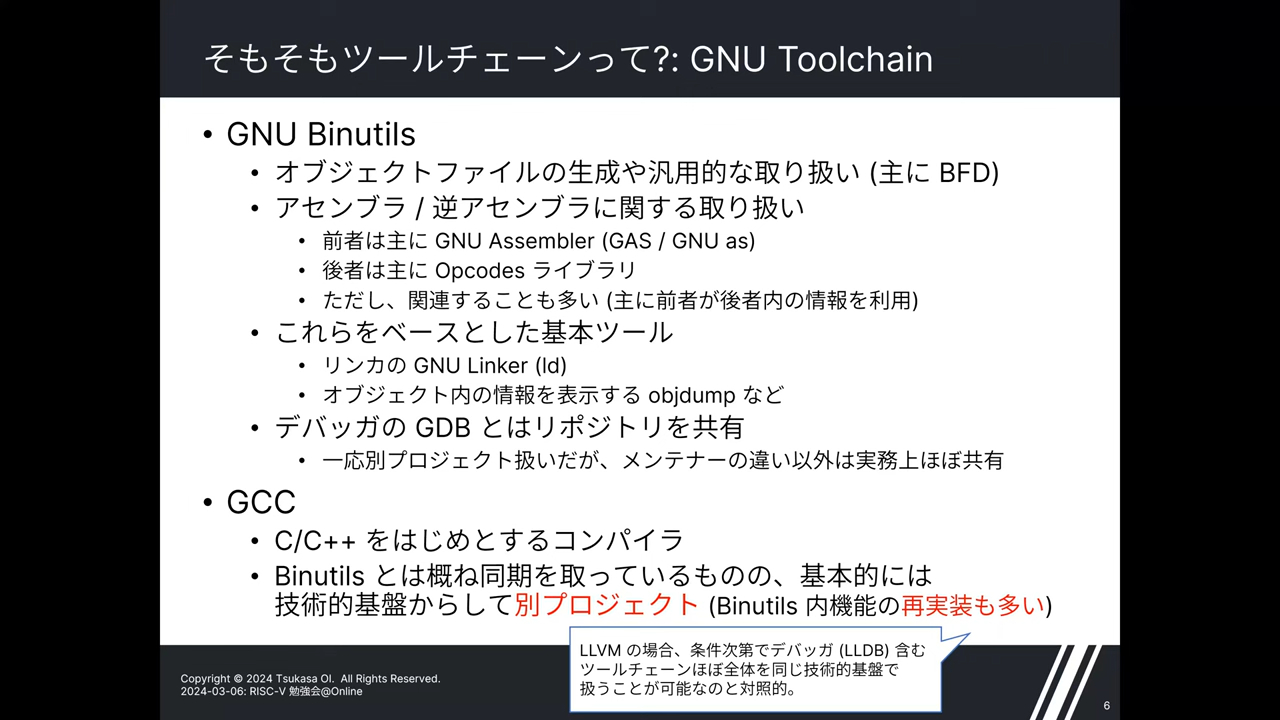 そもそもツールチェーンって?: GNU Toolchain
• GNU Binutils
• オブジェクトファイルの生成や汎用的な取り扱い (主に BFD)
• アセンブラ / 逆アセンブラに関する取り扱い
• 前者は主に GNU Assembler (GAS / GNU as)
• 後者は主に Opcodes ライブラリ
• ただし、関連することも多い (主に前者が後者内の情報を利用)
• これらをベースとした基本ツール
• リンカの GNU Linker (ld)
• オブジェクト内の情報を表示する objdump など
• デバッガの GDB とはリポジトリを共有
• 一応別プロジェクト扱いだが、メンテナーの違い以外は実務上ほぼ共有
• GCC
• C/C++ をはじめとするコンパイラ
• Binutils とは概ね同期を取っているものの、基本的には
技術的基盤からして別プロジェクト (Binutils 内機能の再実装も多い)
LLVM の場合、条件次第でデバッガ (LLDB) 含む
ツールチェーンほぼ全体を同じ技術的基盤で
扱うことが可能なのと対照的。
Copyright © 2024 Tsukasa OI. All Rights Reserved.
2024-03-06: RISC-V 勉強会@Online
6